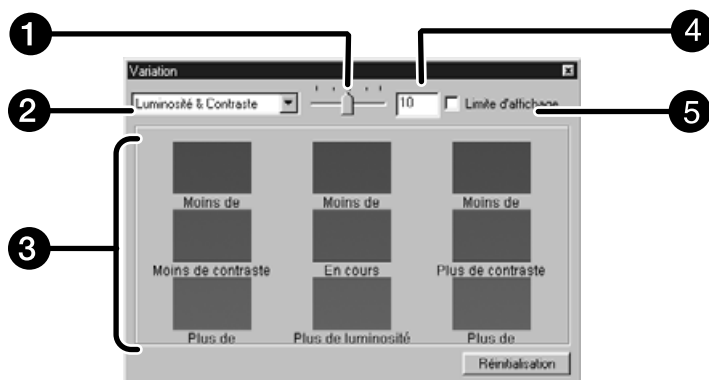 1
4
Variation
2
Luminosité & Contraste
10
Limite d'affichage
5
Moins de Moins de Moins de
3
Moins de contraste En cours Plus de contraste
Plus de Plus de luminosité Plus de
Réinitialisation